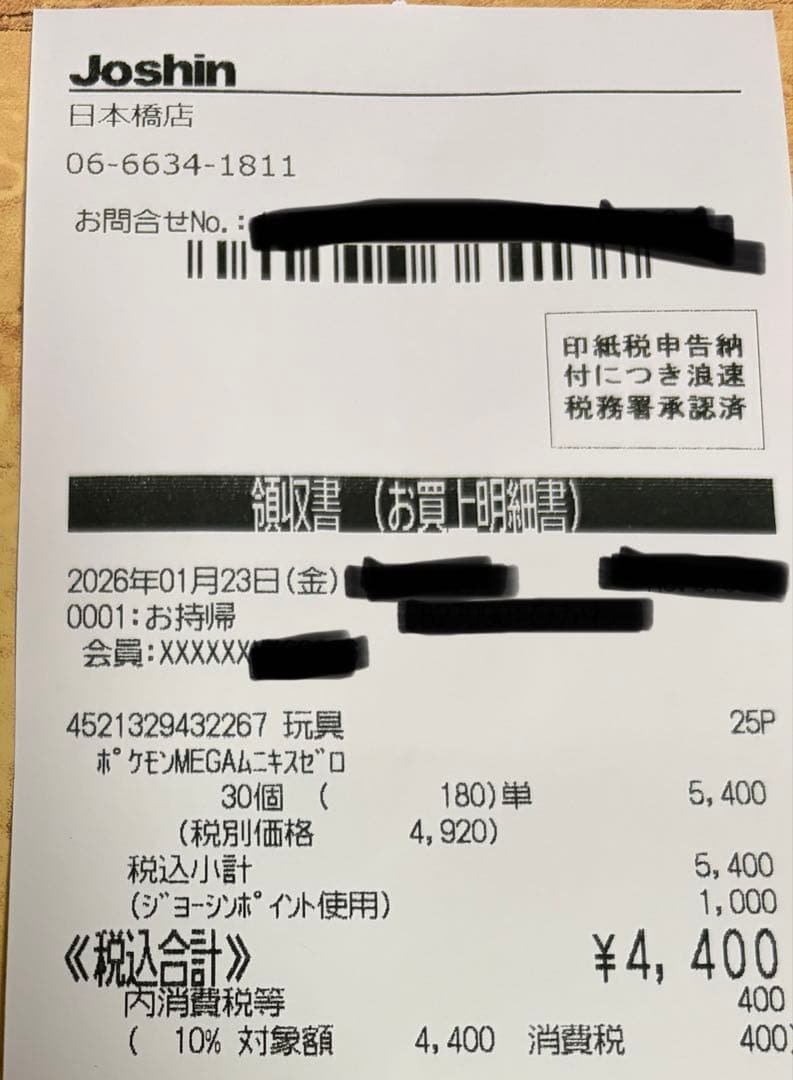 Joshin
日本橋店
06-6634-1811
お問合せNo.:
印紙税申告納
付につき浪速
税務署承認済
領収書 (お買上明細書)
2026年01月23日(金)
0001:お持帰
会員:XXXXXX
4521329432267 玩具 25P
ポケモンMEGAムニキスゼロ
30個 ( 180)単 5,400
(税別価格 4,920)
税込小計 5,400
(ジョーシンポイント使用) 1,000
《税込合計》 ¥4,400
内消費税等 400
( 10% 対象額 4,400 消費税 400)